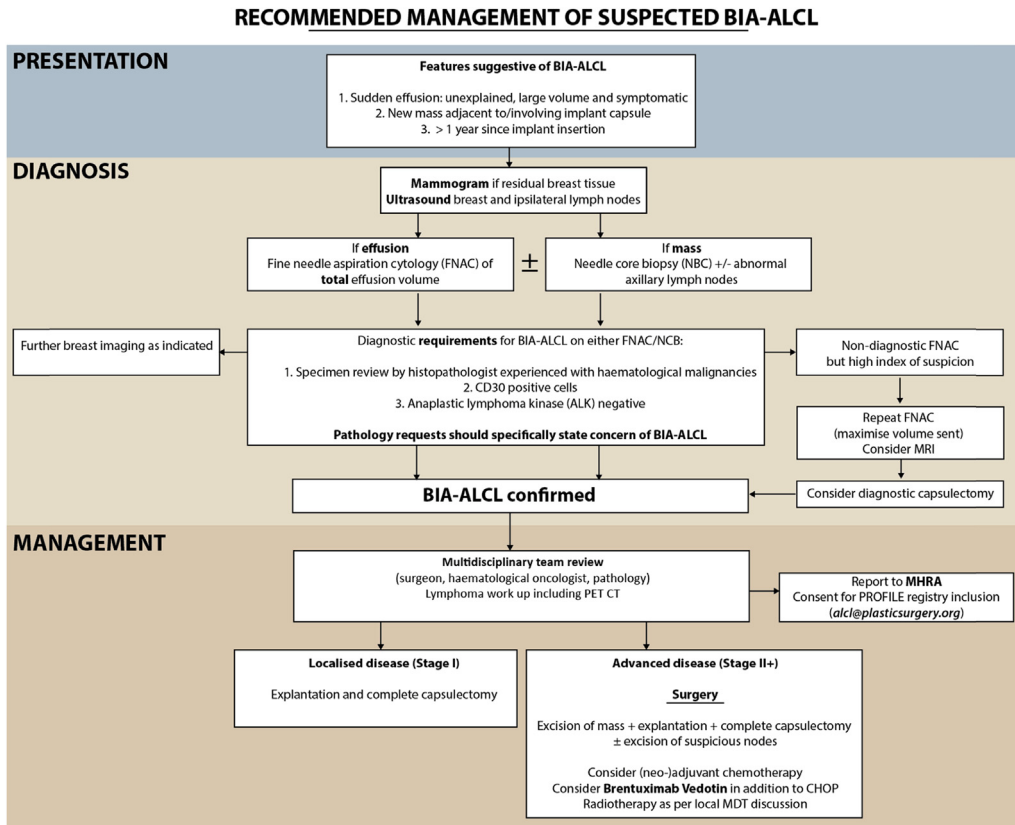 RECOMMENDED MANAGEMENT OF SUSPECTED BIA-ALCL
PRESENTATION
Features suggestive of BIA-ALCL
1. Sudden effusion: unexplained, large volume and symptomatic
2. New mass adjacent to/involving implant capsule
3. > 1 year since implant insertion
DIAGNOSIS
Mammogram if residual breast tissue
Ultrasound breast and ipsilateral lymph nodes
If effusion
Fine needle aspiration cytology (FNAC) of
total effusion volume
±
If mass
Needle core biopsy (NBC) +/- abnormal
axillary lymph nodes
Further breast imaging as indicated
Diagnostic requirements for BIA-ALCL on either FNAC/NCB:
1. Specimen review by histopathologist experienced with haematological malignancies
2. CD30 positive cells
3. Anaplastic lymphoma kinase (ALK) negative
Pathology requests should specifically state concern of BIA-ALCL
Non-diagnostic FNAC
but high index of suspicion
Repeat FNAC
(maximise volume sent)
Consider MRI
Consider diagnostic capsulectomy
BIA-ALCL confirmed
MANAGEMENT
Multidisciplinary team review
(surgeon, haematological oncologist, pathology)
Lymphoma work up including PET CT
Report to MHRA
Consent for PROFILE registry inclusion
(alcl@plasticsurgery.org)
Localised disease (Stage I)
Explantation and complete capsulectomy
Advanced disease (Stage II+)
Surgery
Excision of mass + explantation + complete capsulectomy
± excision of suspicious nodes
Consider (neo-)adjuvant chemotherapy
Consider Brentuximab Vedotin in addition to CHOP
Radiotherapy as per local MDT discussion